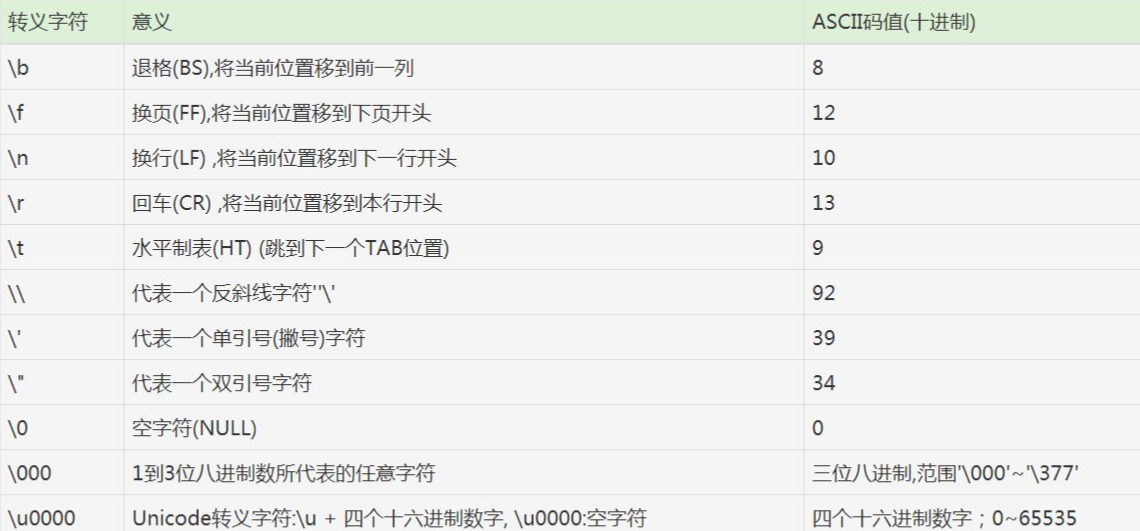 转义字符 意义 ASCII码值(十进制)
\b 退格(BS),将当前位置移到前一列 8
\f 换页(FF),将当前位置移到下页开头 12
\n 换行(LF) ,将当前位置移到下一行开头 10
\r 回车(CR) ,将当前位置移到本行开头 13
\t 水平制表(HT) (跳到下一个TAB位置) 9
\\ 代表一个反斜线字符''\' 92
\' 代表一个单引号(撇号)字符 39
\" 代表一个双引号字符 34
\0 空字符(NULL) 0
\000 1到3位八进制数所代表的任意字符 三位八进制,范围'\000'~'\377'
\u0000 Unicode转义字符:\u + 四个十六进制数字, \u0000:空字符 四个十六进制数字；0~65535